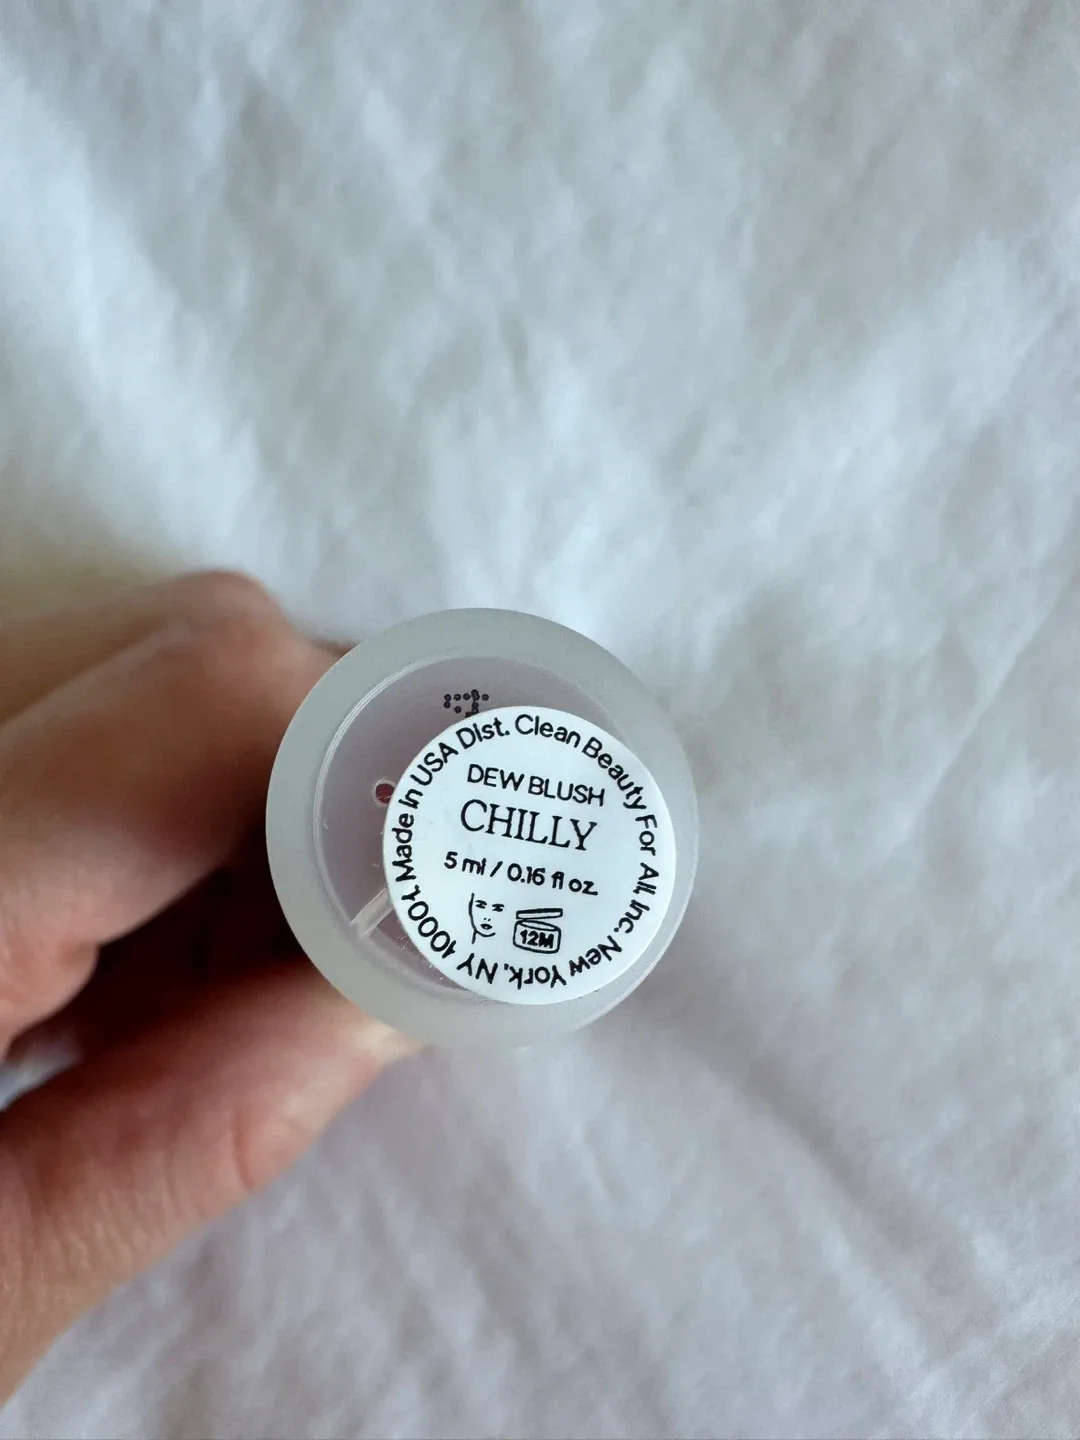 Made In USA Dist. Clean Beauty For All, Inc. New York, NY 10001.
DEW BLUSH
CHILLY
5 ml / 0.16 fl oz.
12M